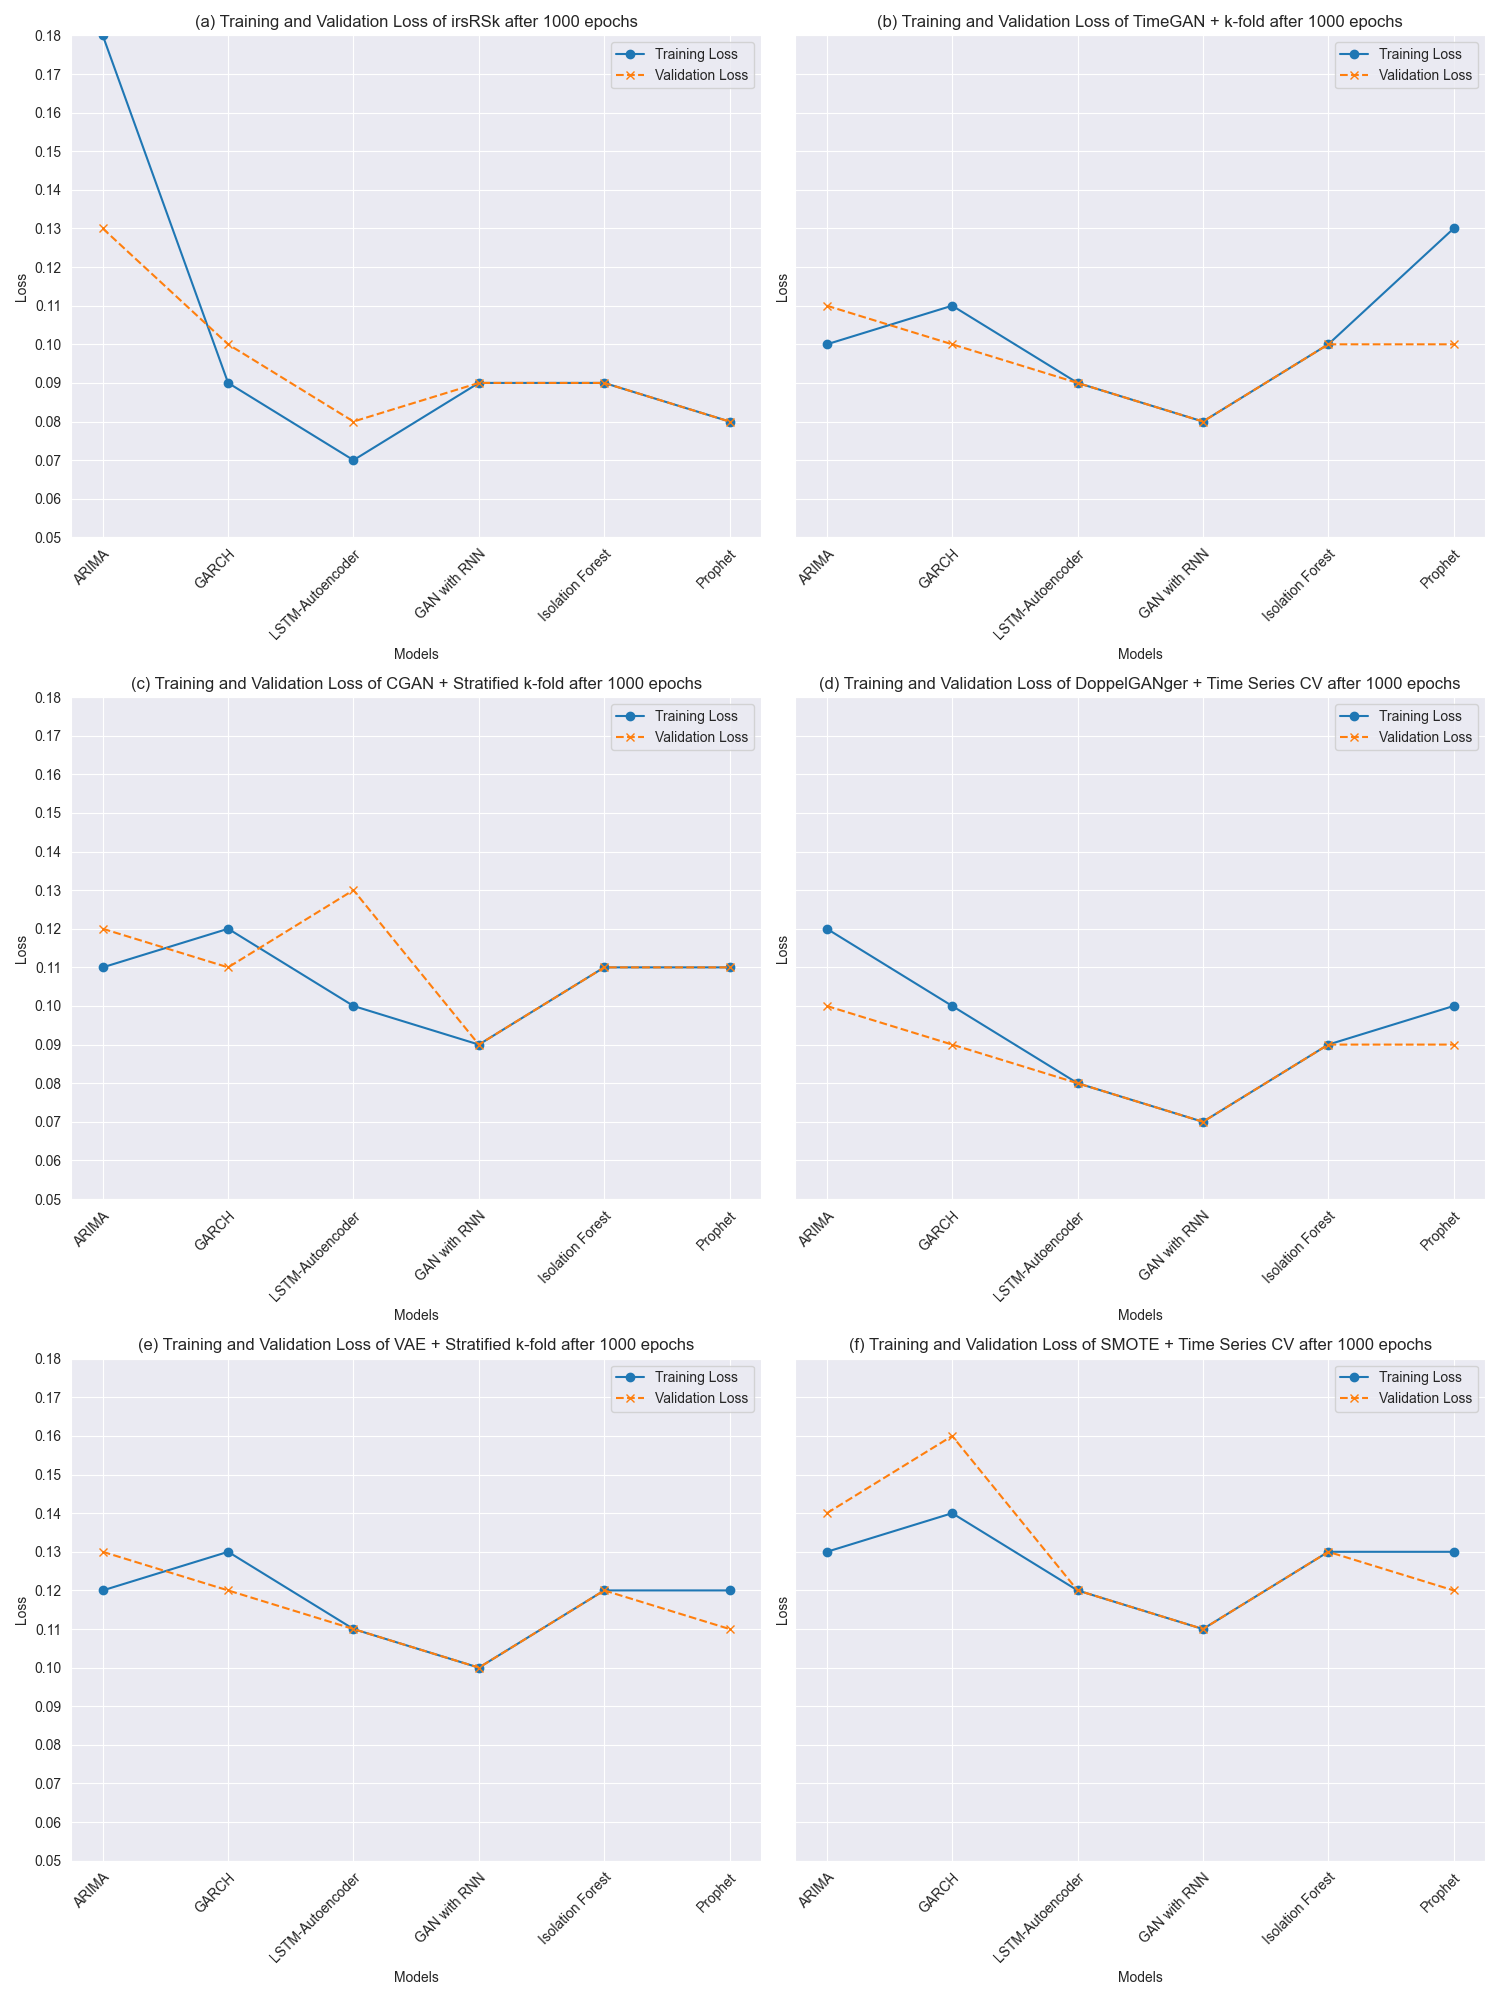 (a) Training and Validation Loss of irsRSk after 1000 epochs
Training Loss
Validation Loss
0.18
0.17
0.16
0.15
0.14
0.13
0.12
0.11
0.10
0.09
0.08
0.07
0.06
0.05
Loss
ARIMA
GARCH
LSTM-Autoencoder
GAN with RNN
Isolation Forest
Prophet
Models
(b) Training and Validation Loss of TimeGAN + k-fold after 1000 epochs
Training Loss
Validation Loss
Loss
ARIMA
GARCH
LSTM-Autoencoder
GAN with RNN
Isolation Forest
Prophet
Models
(c) Training and Validation Loss of CGAN + Stratified k-fold after 1000 epochs
Training Loss
Validation Loss
0.18
0.17
0.16
0.15
0.14
0.13
0.12
0.11
0.10
0.09
0.08
0.07
0.06
0.05
Loss
ARIMA
GARCH
LSTM-Autoencoder
GAN with RNN
Isolation Forest
Prophet
Models
(d) Training and Validation Loss of DoppelGANger + Time Series CV after 1000 epochs
Training Loss
Validation Loss
Loss
ARIMA
GARCH
LSTM-Autoencoder
GAN with RNN
Isolation Forest
Prophet
Models
(e) Training and Validation Loss of VAE + Stratified k-fold after 1000 epochs
Training Loss
Validation Loss
0.18
0.17
0.16
0.15
0.14
0.13
0.12
0.11
0.10
0.09
0.08
0.07
0.06
0.05
Loss
ARIMA
GARCH
LSTM-Autoencoder
GAN with RNN
Isolation Forest
Prophet
Models
(f) Training and Validation Loss of SMOTE + Time Series CV after 1000 epochs
Training Loss
Validation Loss
Loss
ARIMA
GARCH
LSTM-Autoencoder
GAN with RNN
Isolation Forest
Prophet
Models